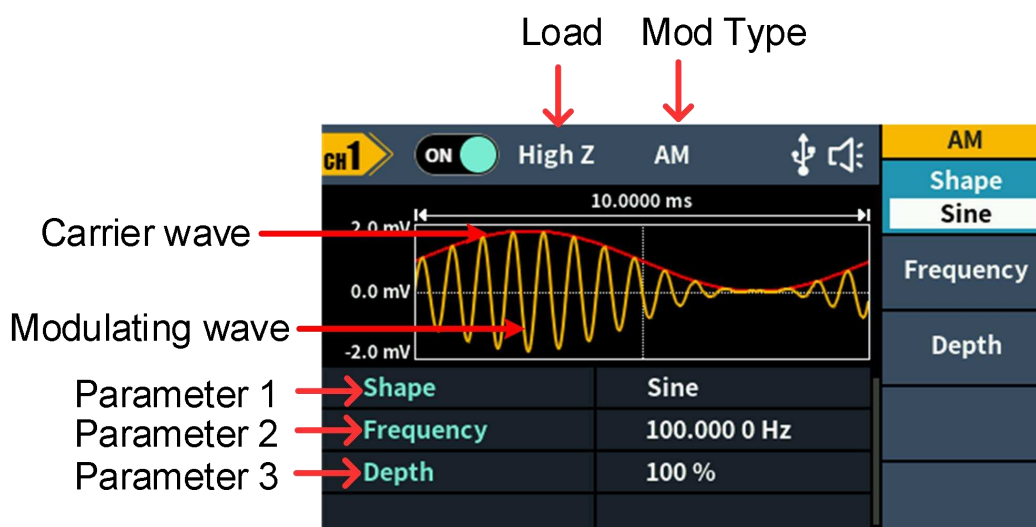 Load Mod Type
CH1 ON High Z AM
AM
Shape
Sine
Frequency
Depth
10.0000 ms
2.0 mV
0.0 mV
-2.0 mV
Carrier wave
Modulating wave
Parameter 1
Parameter 2
Parameter 3
Shape Sine
Frequency 100.000 0 Hz
Depth 100 %